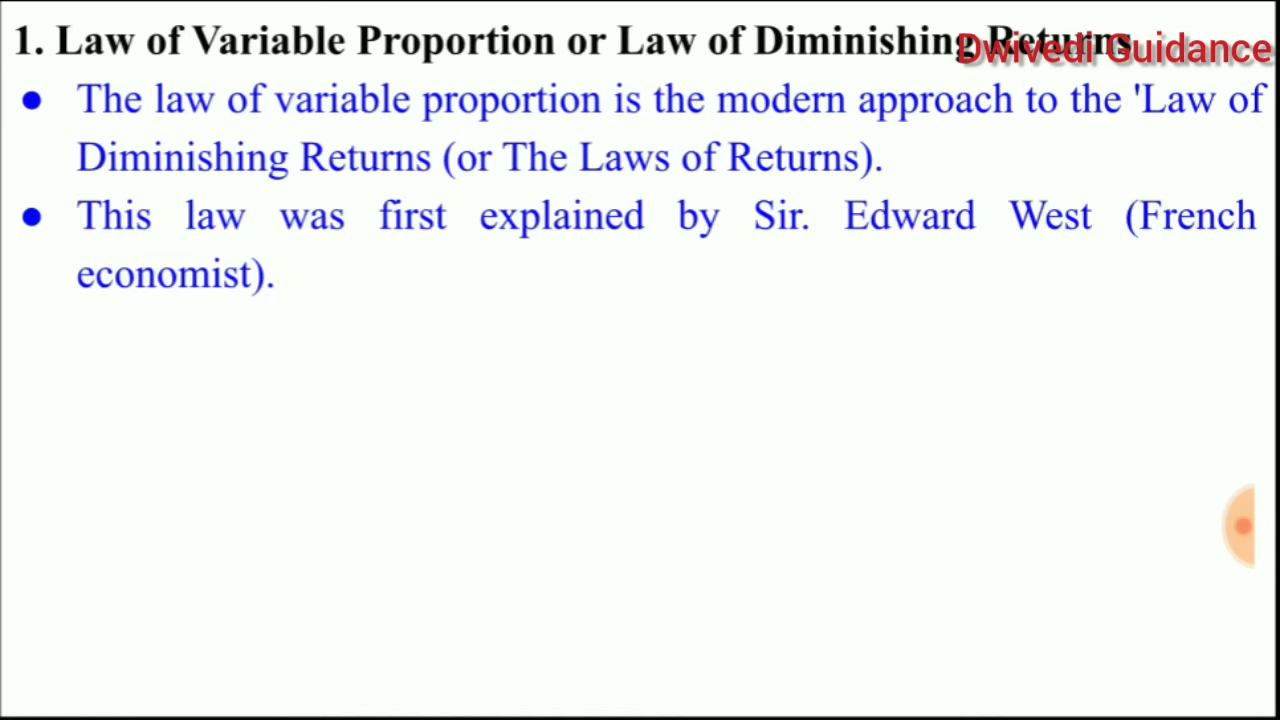 1. Law of Variable Proportion or Law of Diminishing Returns
Dwivedi Guidance
● The law of variable proportion is the modern approach to the 'Law of
Diminishing Returns (or The Laws of Returns).
● This law was first explained by Sir. Edward West (French
economist).